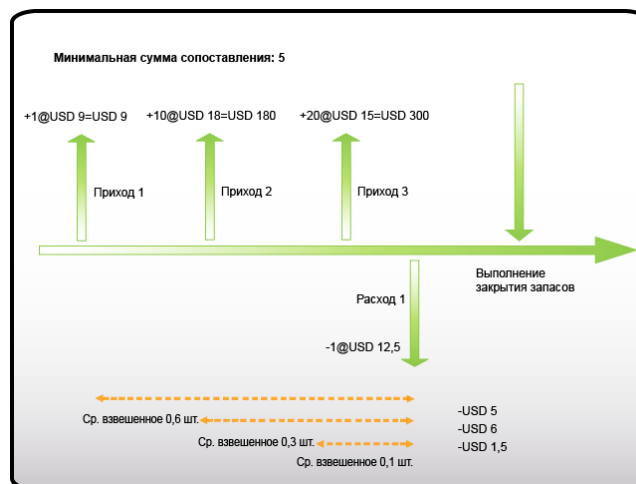 Минимальная сумма сопоставления: 5
+1@USD 9=USD 9
+10@USD 18=USD 180
+20@USD 15=USD 300
Приход 1
Приход 2
Приход 3
Выполнение
закрытия запасов
Расход 1
-1@USD 12,5
Ср. взвешенное 0,6 шт.
-USD 5
-USD 6
Ср. взвешенное 0,3 шт.
-USD 1,5
Ср. взвешенное 0,1 шт.